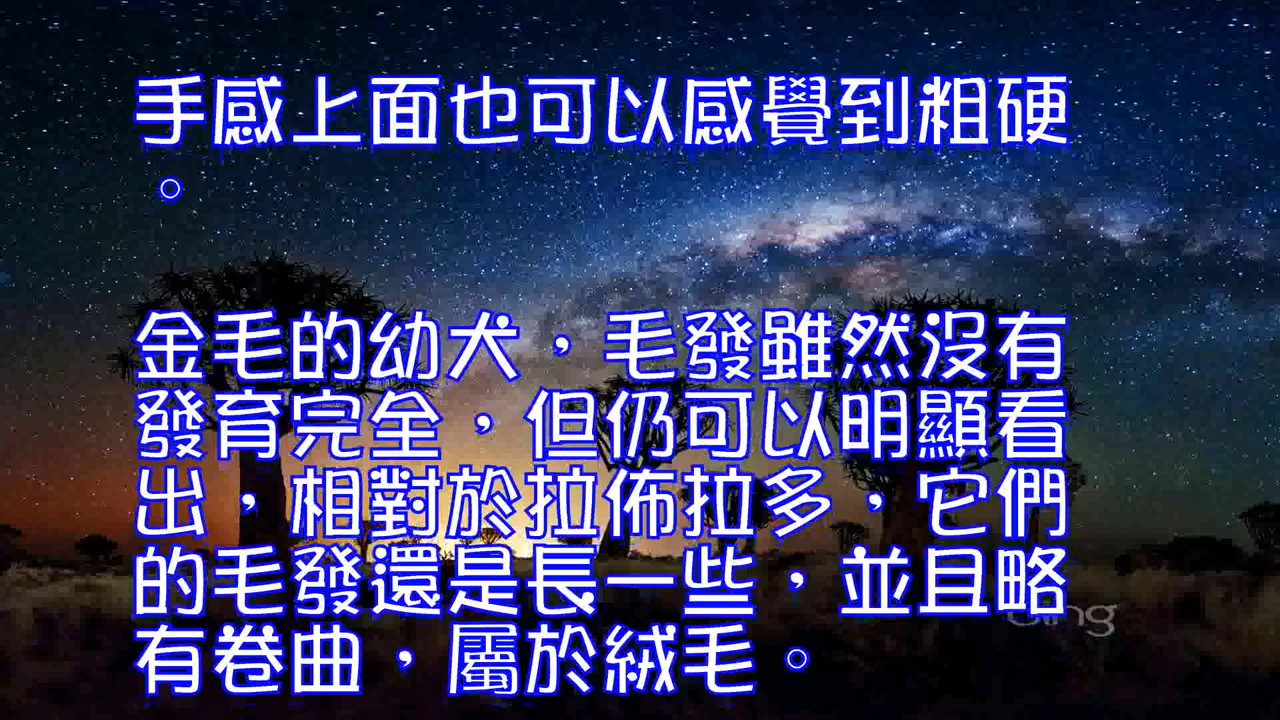 手感上面也可以感覺到粗硬
。
金毛的幼犬，毛發雖然沒有
發育完全，但仍可以明顯看
出，相對於拉佈拉多，它們
的毛發還是長一些，並且略
有卷曲，屬於絨毛。
bing